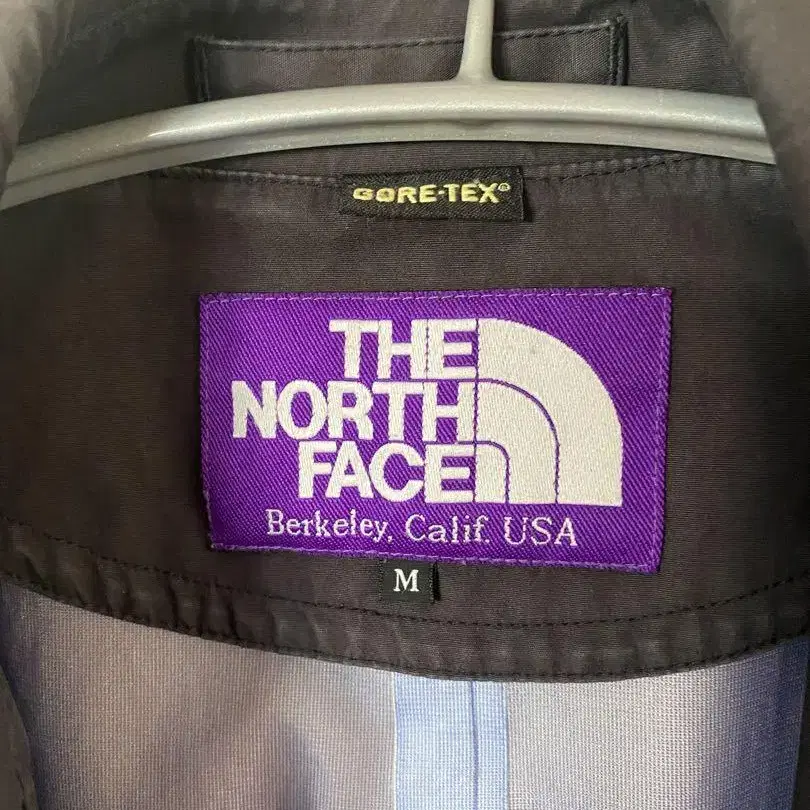 GORE-TEX®
THE
NORTH
FACE
Berkeley, Calif. USA
M